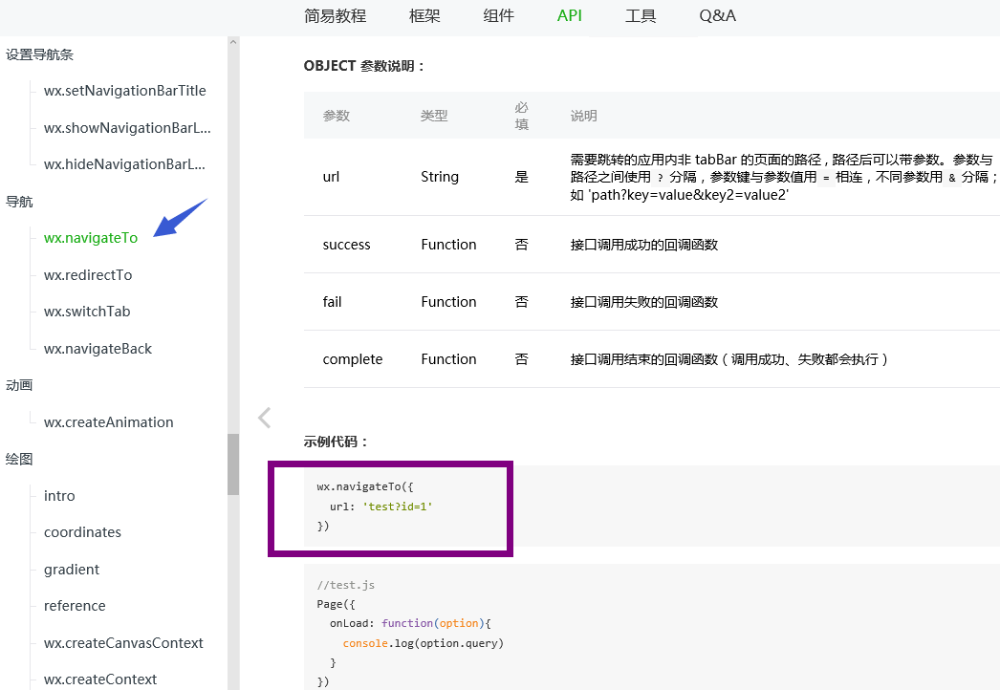 简易教程 框架 组件 API 工具 Q&A
设置导航条
wx.setNavigationBarTitle
wx.showNavigationBarL...
wx.hideNavigationBarL...
导航
wx.navigateTo
wx.redirectTo
wx.switchTab
wx.navigateBack
动画
wx.createAnimation
绘图
intro
coordinates
gradient
reference
wx.createCanvasContext
wx.createContext
OBJECT 参数说明：
参数 类型 必填 说明
url String 是 需要跳转的应用内非 tabBar 的页面的路径 , 路径后可以带参数。参数与
路径之间使用 ? 分隔，参数键与参数值用 = 相连，不同参数用 & 分隔；
如 'path?key=value&key2=value2'
success Function 否 接口调用成功的回调函数
fail Function 否 接口调用失败的回调函数
complete Function 否 接口调用结束的回调函数（调用成功、失败都会执行）
示例代码：
wx.navigateTo({
url: 'test?id=1'
})
//test.js
Page({
onLoad: function(option){
console.log(option.query)
}
})